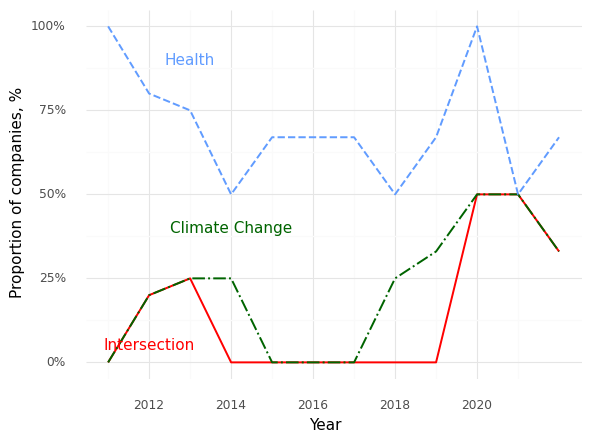 Proportion of companies, %
100%
75%
50%
25%
0%
Health
Climate Change
Intersection
2012 2014 2016 2018 2020
Year